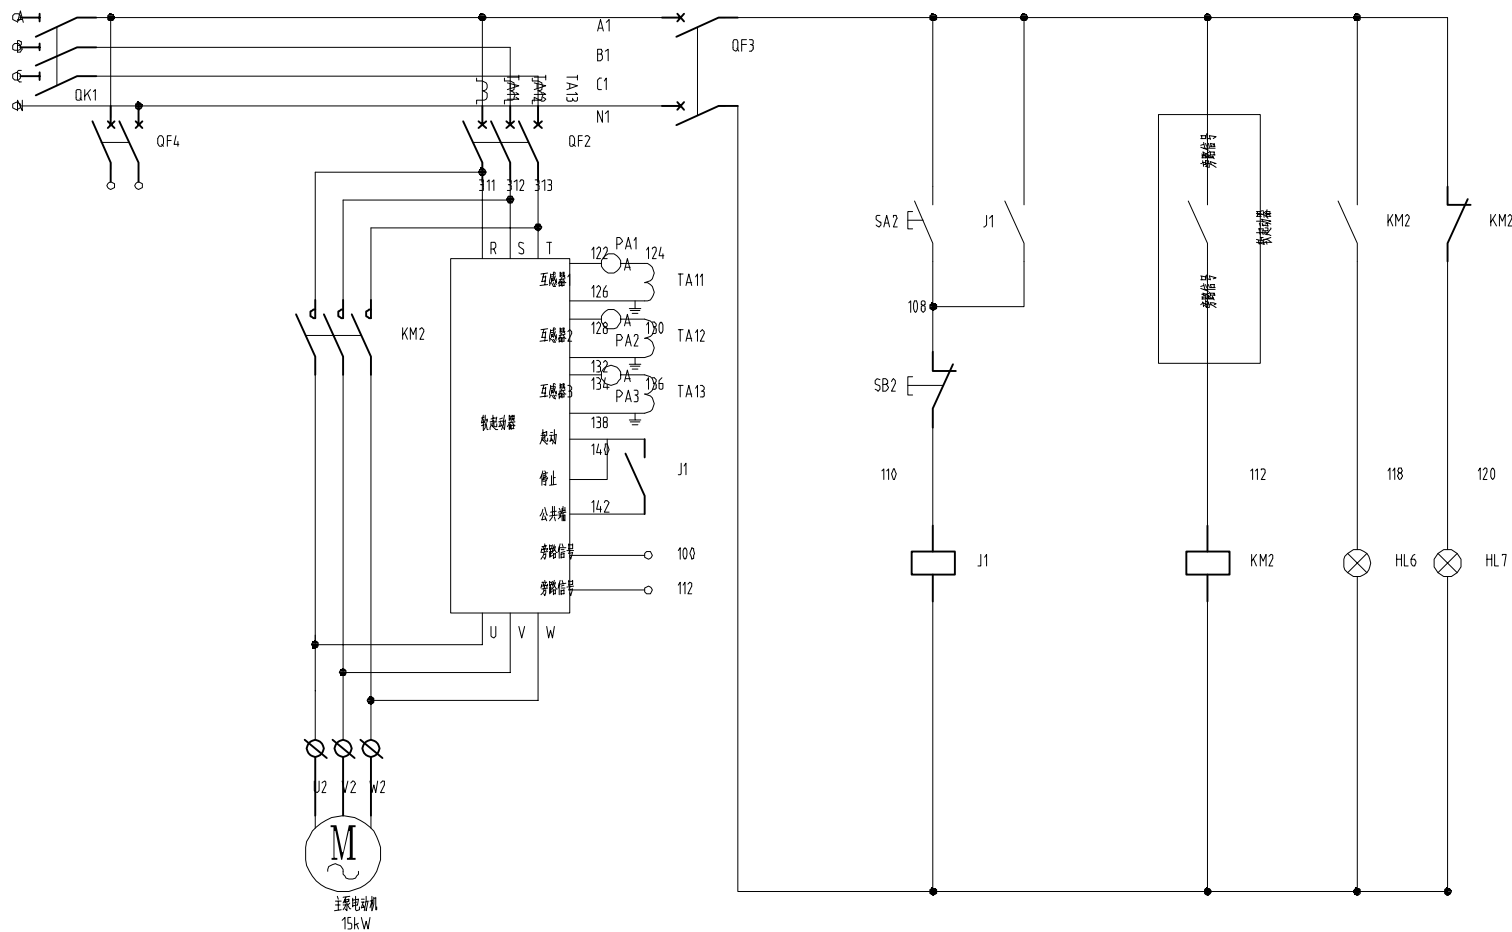 A
A1
B
B1
QF3
C
TA11
TA12
TA13
C1
QK1
N
N1
QF4
QF2
旁路信号
311
312
313
SA2
J1
KM2
KM2
软起动器
R
S
T
122
PA1
124
A
互感器1
TA11
126
旁路信号
108
128
A
130
互感器2
PA2
TA12
KM2
132
134
A
136
互感器3
PA3
TA13
SB2
软起动器
138
起动
140
J1
停止
110
112
118
120
公共端
142
旁路信号
100
J1
KM2
HL6
HL7
旁路信号
112
U
V
W
U2
V2
W2
M
主泵电动机
15kW